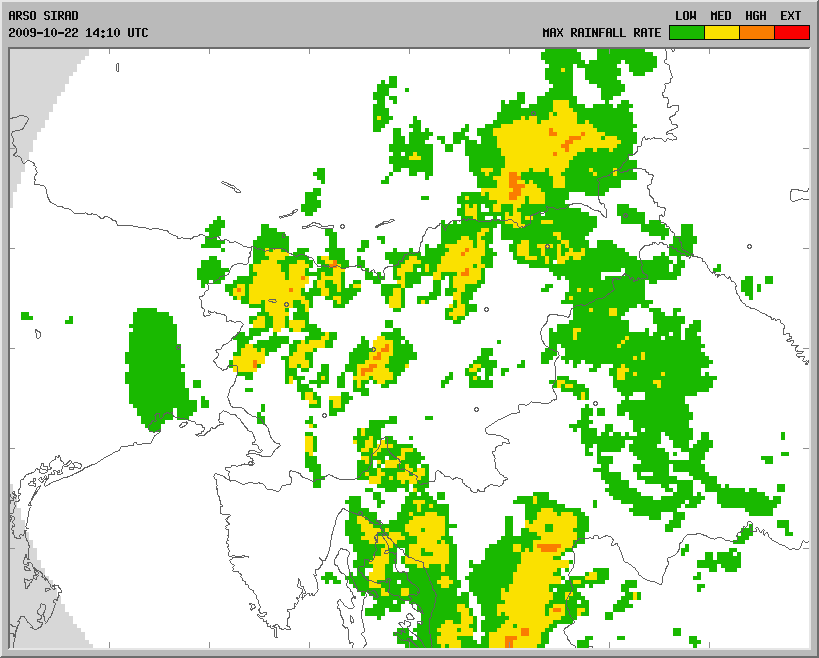 ARSO SIRAD
2009-10-22 14:10 UTC
LOW MED HGH EXT
MAX RAINFALL RATE